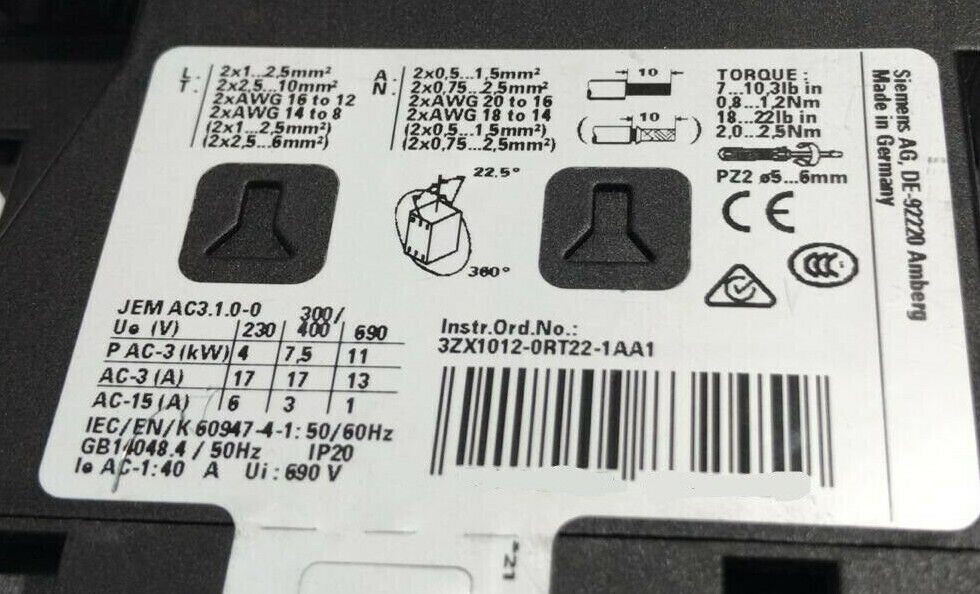 L. 2x1...2,5mm²
T. 2x2,5...10mm²
2xAWG 16 to 12
2xAWG 14 to 8
(2x1...2,5mm²)
(2x2,5...6mm²)
A. 2x0,5...1,5mm²
N. 2x0,75...2,5mm²
2xAWG 20 to 16
2xAWG 18 to 14
(2x0,5...1,5mm²)
(2x0,75...2,5mm²)
10
( 10 )
TORQUE :
7...10,3lb in
0,8...1,2Nm
18...22lb in
2,0...2,5Nm
PZ2 ø5...6mm
Siemens AG, DE-92220 Amberg
Made in Germany
22.5°
360°
CE
CCC
JEM AC3.1.0-0
Ue (V) 230 300/400 690
P AC-3 (kW) 4 7,5 11
AC-3 (A) 17 17 13
AC-15 (A) 6 3 1
IEC/EN/K 60947-4-1: 50/60Hz
GB14048.4 / 50Hz IP20
Ie AC-1:40 A Ui: 690 V
Instr.Ord.No.:
3ZX1012-0RT22-1AA1